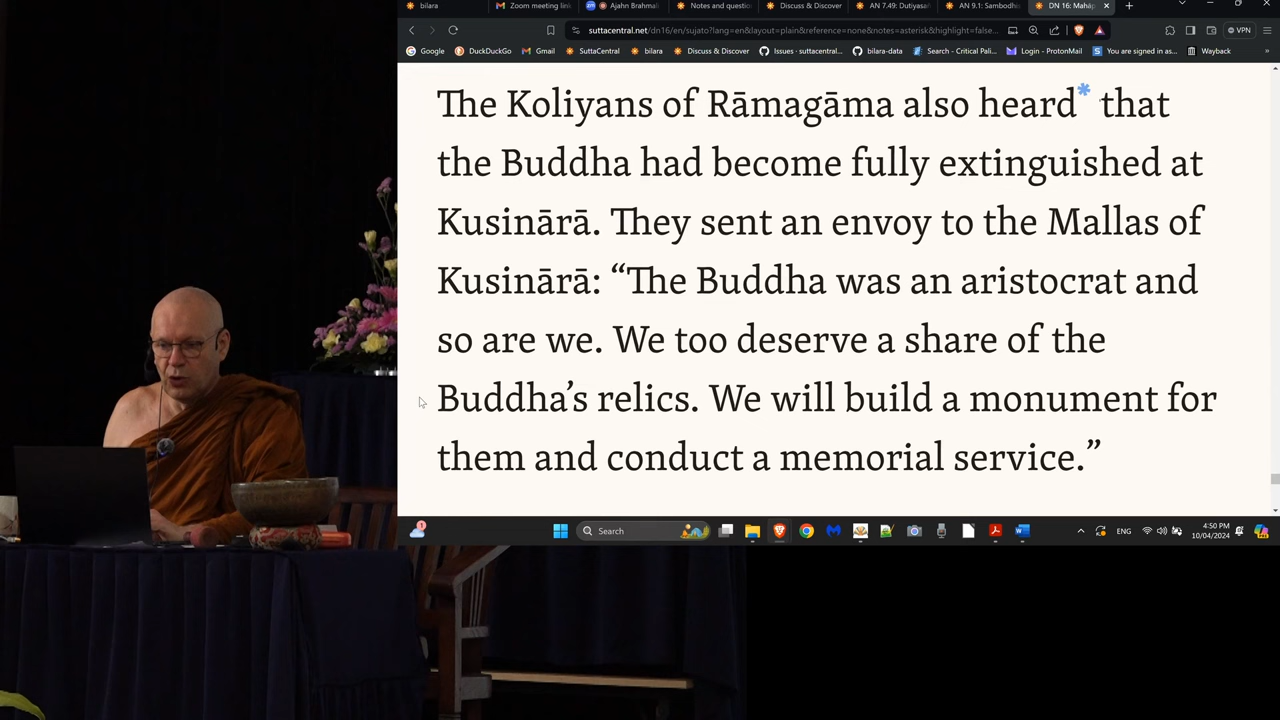 bilara
Zoom meeting link
Ajahn Brahmali
Notes and questio
Discuss & Discover
AN 7.49: Dutiyasañ
AN 9.1: Sambodhi
DN 16: Mahāp
suttacentral.net/dn16/en/sujato?lang=en&layout=plain&reference=none&notes=asterisk&highlight=false...
VPN
Google
DuckDuckGo
Gmail
SuttaCentral
bilara
Discuss & Discover
Issues · suttacentral...
bilara-data
Search - Critical Pali...
Login · ProtonMail
You are signed in as...
Wayback
»
The Koliyans of Rāmagāma also heard* that
the Buddha had become fully extinguished at
Kusinārā. They sent an envoy to the Mallas of
Kusinārā: “The Buddha was an aristocrat and
so are we. We too deserve a share of the
Buddha’s relics. We will build a monument for
them and conduct a memorial service.”
1
Search
ENG
4:50 PM
10/04/2024